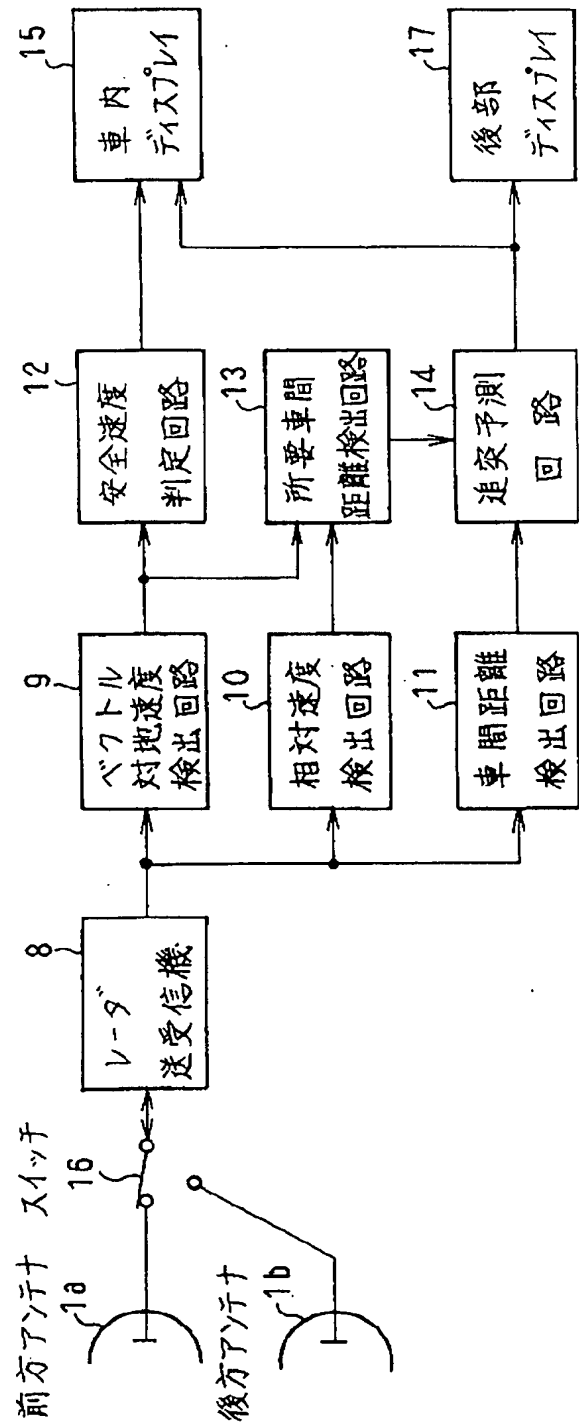 前方アンテナ
1a
スイッチ
16
後方アンテナ
1b
8
レーダ
送受信機
9
ベクトル
対地速度
検出回路
10
相対速度
検出回路
11
車間距離
検出回路
12
安全速度
判定回路
13
所要車間
距離検出回路
14
追突予測
回路
15
車内
ディスプレイ
17
後部
ディスプレイ